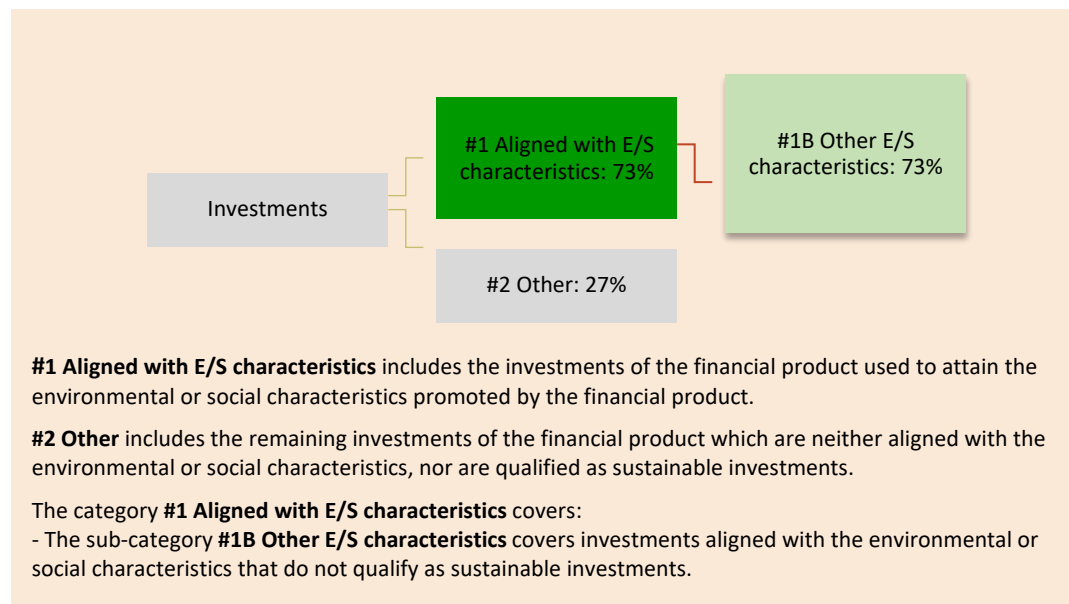 #1 Aligned with E/S
characteristics: 73%
#1B Other E/S
characteristics: 73%
Investments
#2 Other: 27%
#1 Aligned with E/S characteristics includes the investments of the financial product used to attain the
environmental or social characteristics promoted by the financial product.
#2 Other includes the remaining investments of the financial product which are neither aligned with the
environmental or social characteristics, nor are qualified as sustainable investments.
The category #1 Aligned with E/S characteristics covers:
- The sub-category #1B Other E/S characteristics covers investments aligned with the environmental or
social characteristics that do not qualify as sustainable investments.